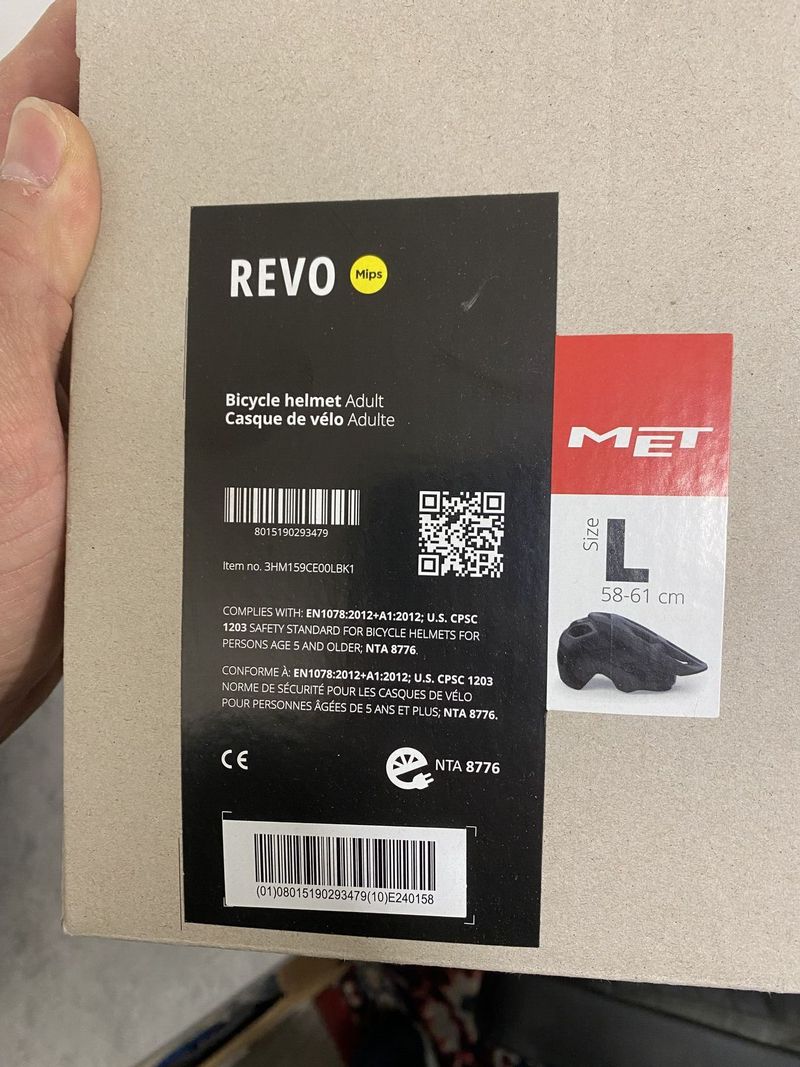 REVO Mips
Bicycle helmet Adult
Casque de vélo Adulte
8015190293479
Item no. 3HM159CE00LBK1
COMPLIES WITH: EN1078:2012+A1:2012; U.S. CPSC
1203 SAFETY STANDARD FOR BICYCLE HELMETS FOR
PERSONS AGE 5 AND OLDER; NTA 8776.
CONFORME À: EN1078:2012+A1:2012; U.S. CPSC 1203
NORME DE SÉCURITÉ POUR LES CASQUES DE VÉLO
POUR PERSONNES ÂGÉES DE 5 ANS ET PLUS; NTA 8776.
CE
NTA 8776
(01)08015190293479(10)E240158
MET
Size
L
58-61 cm